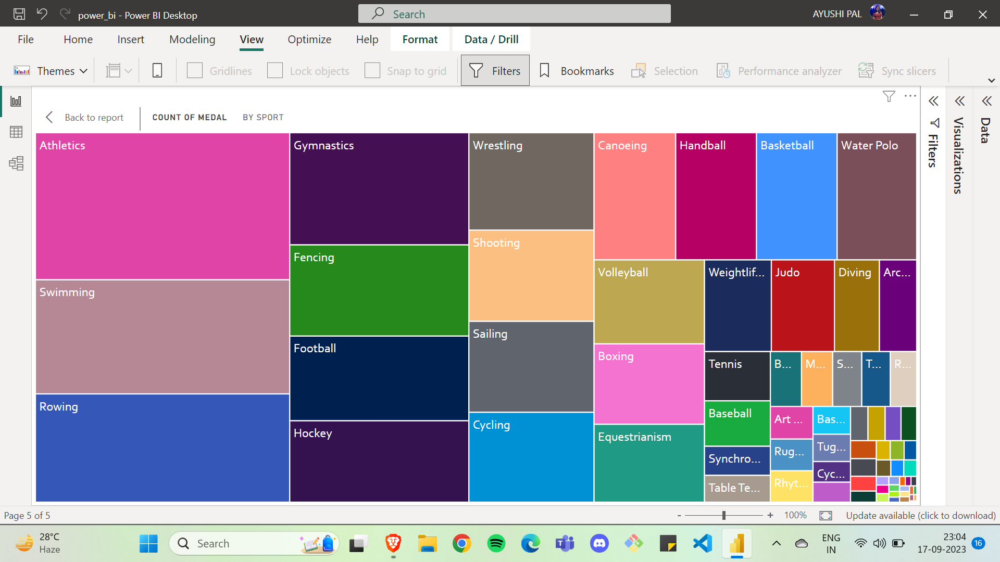 power_bi - Power BI Desktop
Search
AYUSHI PAL
File Home Insert Modeling View Optimize Help Format Data / Drill
Themes Gridlines Lock objects Snap to grid Filters Bookmarks Selection Performance analyzer Sync slicers
Back to report COUNT OF MEDAL BY SPORT
Filters
Visualizations
Data
Athletics
Swimming
Rowing
Gymnastics
Fencing
Football
Hockey
Wrestling
Shooting
Sailing
Cycling
Canoeing
Handball
Basketball
Water Polo
Volleyball
Boxing
Equestrianism
Weightlif...
Judo
Diving
Arc...
Tennis
Baseball
Synchro...
Table Te...
B...
M...
S...
T...
R...
Art ...
Rug...
Rhyt...
Bas...
Tug...
Cyc...
Page 5 of 5
- + 100%
Update available (click to download)
28°C
Haze
Search
ENG
IN
23:04
17-09-2023
16